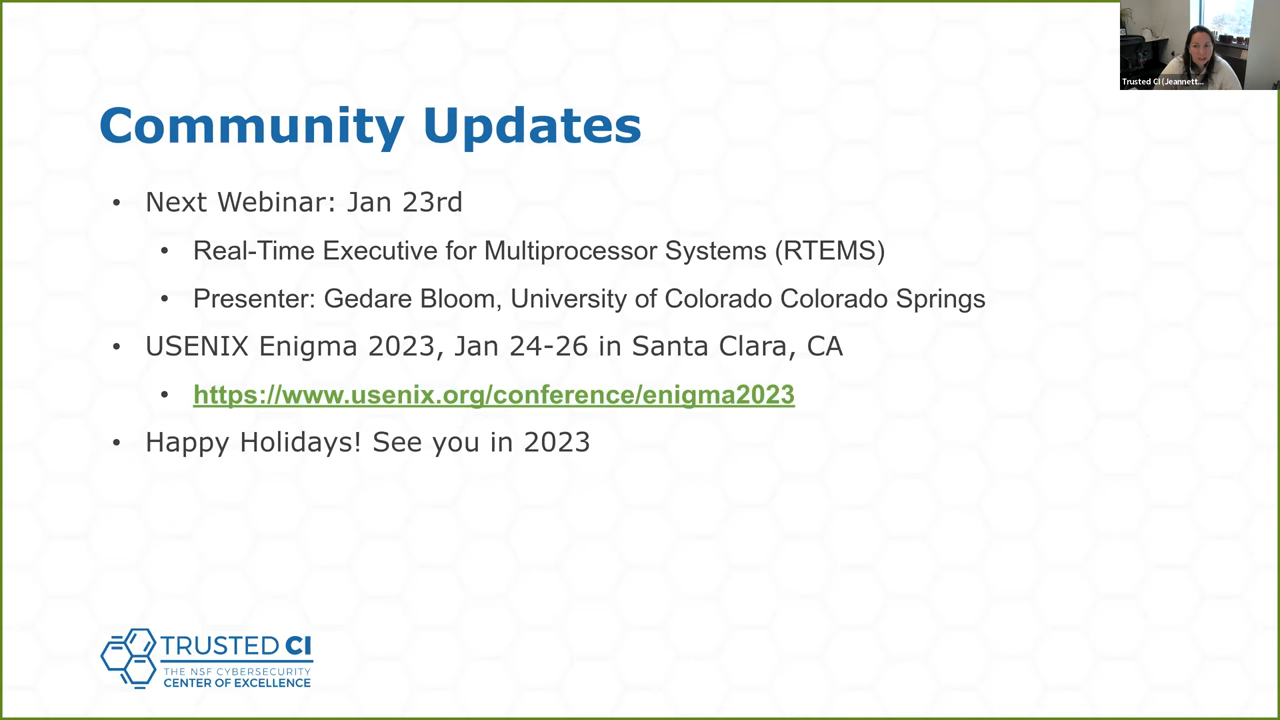 Trusted CI (Jeannett...
Community Updates
• Next Webinar: Jan 23rd
• Real-Time Executive for Multiprocessor Systems (RTEMS)
• Presenter: Gedare Bloom, University of Colorado Colorado Springs
• USENIX Enigma 2023, Jan 24-26 in Santa Clara, CA
• https://www.usenix.org/conference/enigma2023
• Happy Holidays! See you in 2023
TRUSTED CI
THE NSF CYBERSECURITY
CENTER OF EXCELLENCE